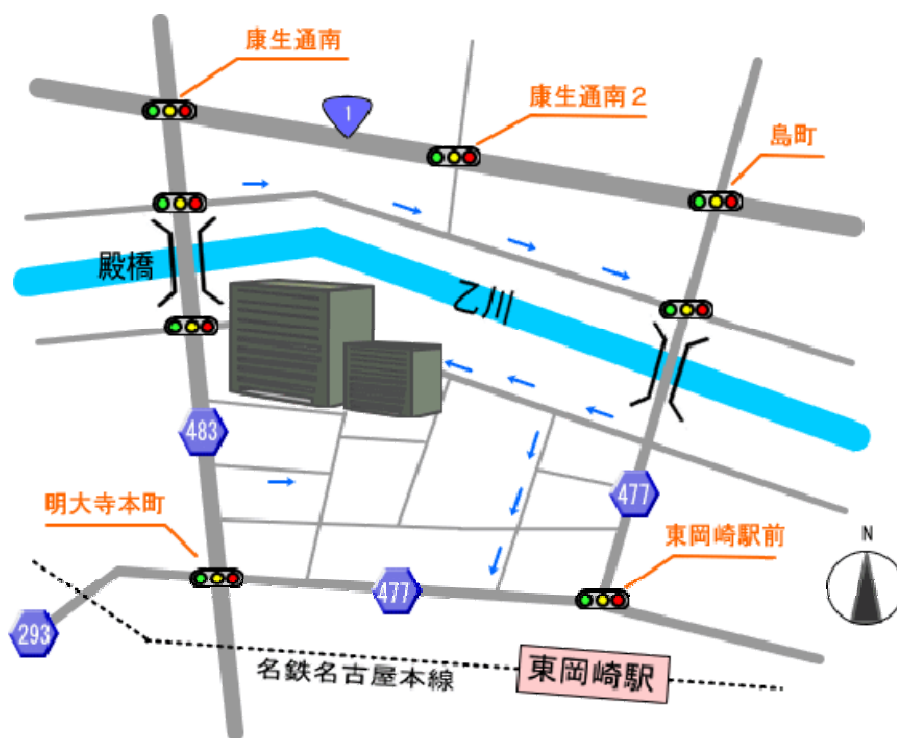 康生通南
康生通南2
島町
1
殿橋
乙川
483
477
明大寺本町
東岡崎駅前
N
477
293
名鉄名古屋本線
東岡崎駅